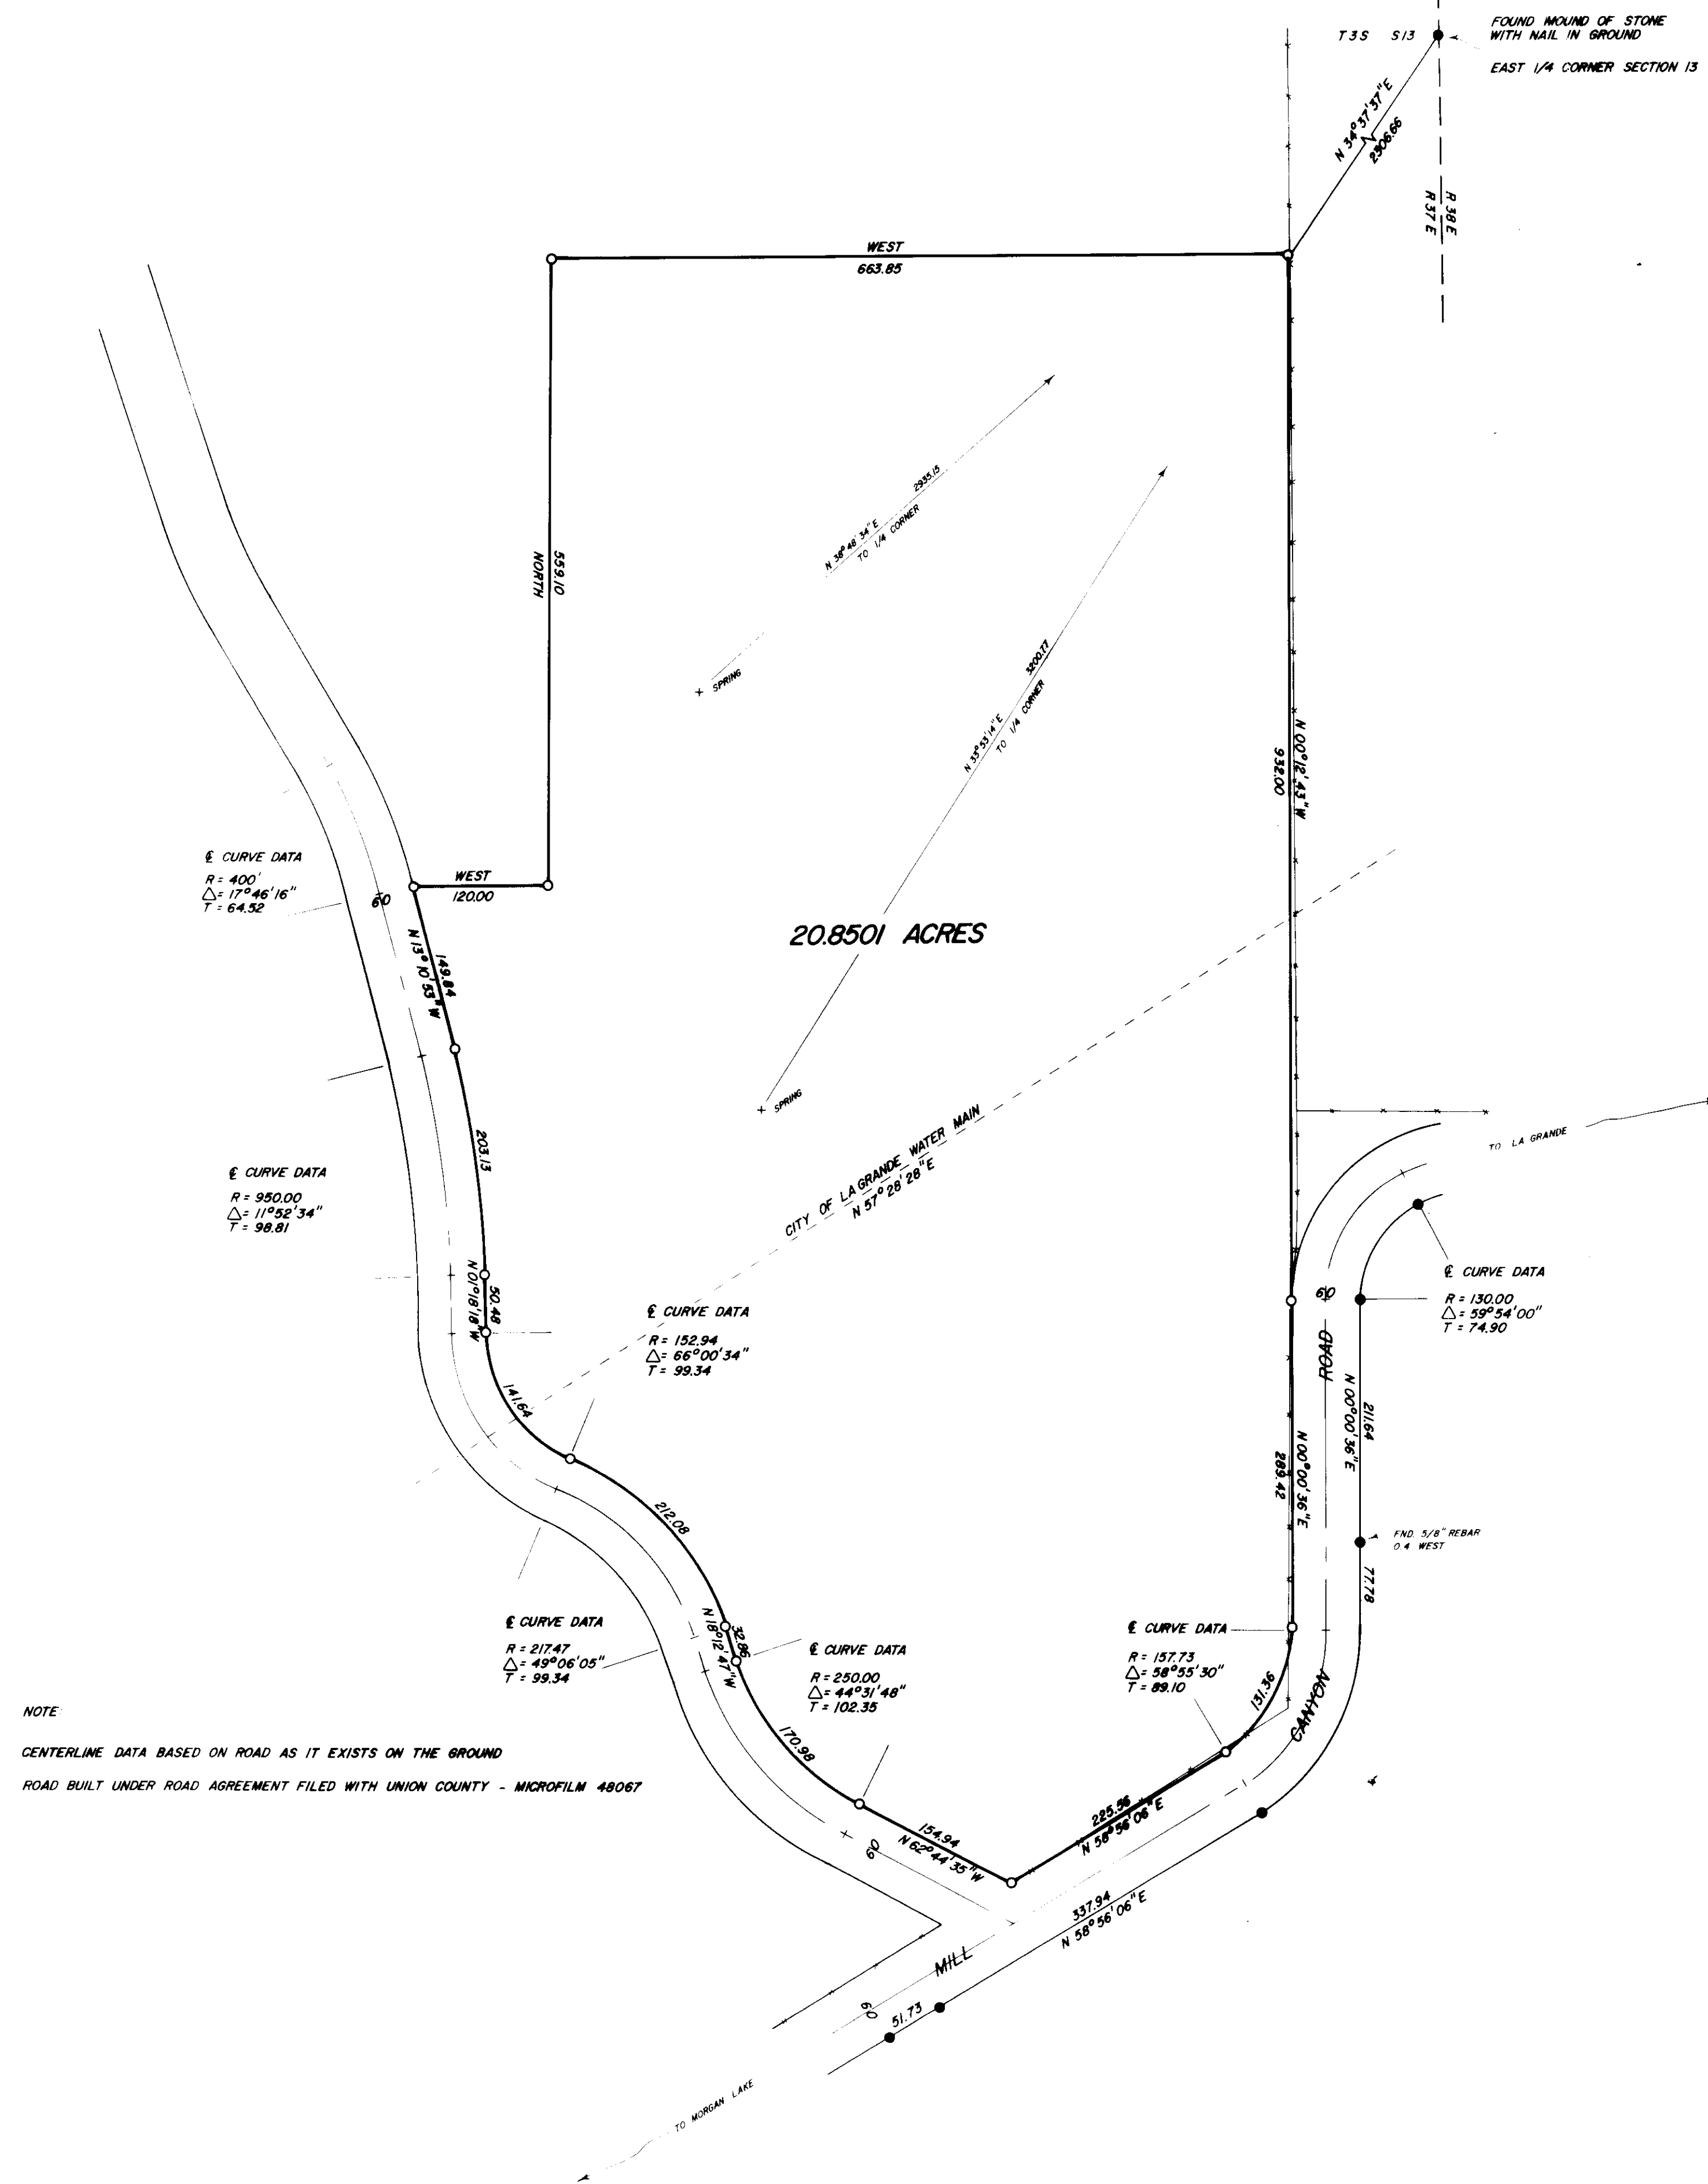 T 3 S S 13
FOUND MOUND OF STONE
WITH NAIL IN GROUND
EAST 1/4 CORNER SECTION 13
N 34° 37' 37" E
2306.66
R 38 E
R 37 E
WEST
663.85
559.10
NORTH
2935.15
N 38° 48' 34" E
TO 1/4 CORNER
+ SPRING
3200.77
N 33° 53' 14" E
TO 1/4 CORNER
N 00° 12' 43" W
932.00
℄ CURVE DATA
R = 400'
△= 17° 46' 16"
T = 64.52
60
WEST
120.00
20.8501 ACRES
149.84
N 13° 10' 53" W
+ SPRING
CITY OF LA GRANDE WATER MAIN
N 57° 28' 28" E
TO LA GRANDE
203.13
℄ CURVE DATA
R = 950.00
△= 11° 52' 34"
T = 98.81
50.48
N 01° 18' 18" W
℄ CURVE DATA
R = 152.94
△= 66° 00' 34"
T = 99.34
141.64
℄ CURVE DATA
R = 130.00
△= 59° 54' 00"
T = 74.90
60
ROAD
211.64
N 00° 00' 36" E
N 00° 00' 36" E
289.42
212.08
FND. 5/8" REBAR
0.4 WEST
77.78
℄ CURVE DATA
R = 217.47
△= 49° 06' 05"
T = 99.34
32.86
N 18° 12' 47" W
℄ CURVE DATA
R = 250.00
△= 44° 31' 48"
T = 102.35
℄ CURVE DATA
R = 157.73
△= 58° 55' 30"
T = 89.10
131.36
CANYON
170.98
NOTE:
CENTERLINE DATA BASED ON ROAD AS IT EXISTS ON THE GROUND
ROAD BUILT UNDER ROAD AGREEMENT FILED WITH UNION COUNTY - MICROFILM 48067
154.94
N 62° 44' 35" W
60
225.56
N 58° 56' 06" E
337.94
N 58° 56' 06" E
MILL
60
51.73
TO MORGAN LAKE